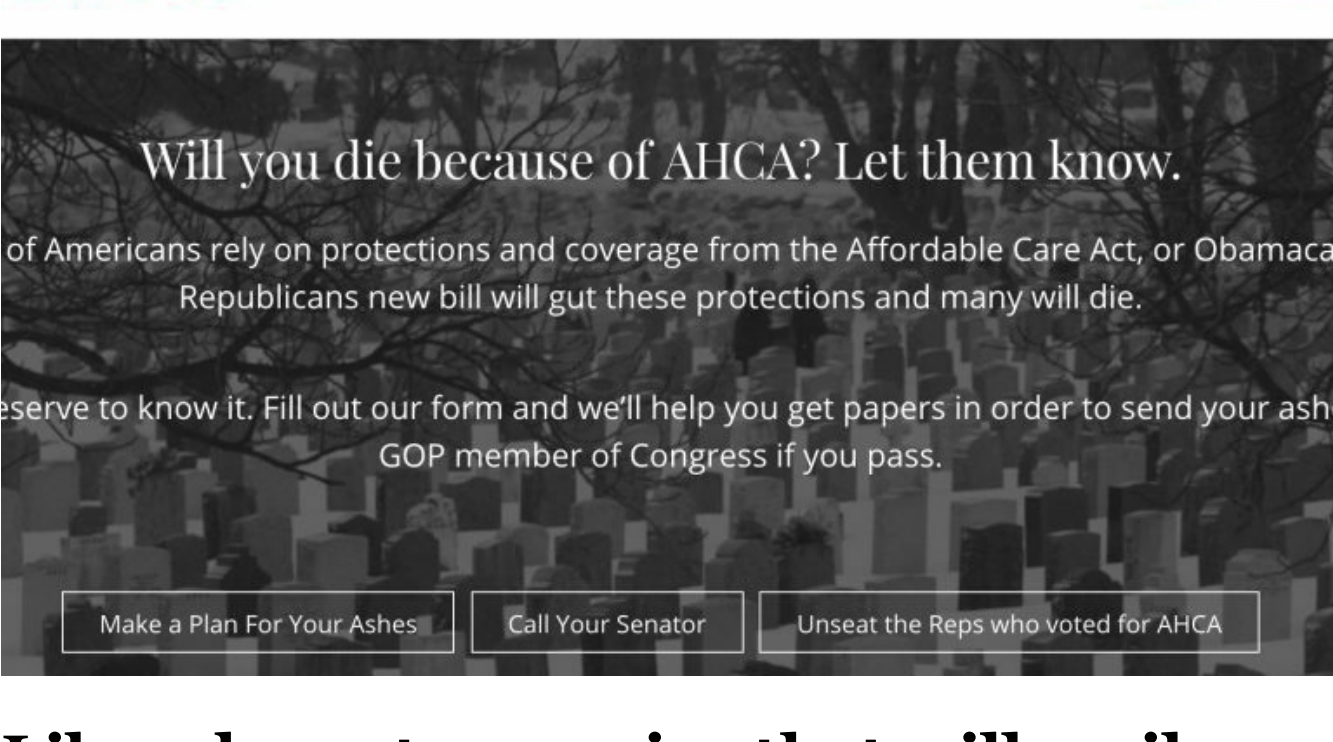 Will you die because of AHCA? Let them know.
of Americans rely on protections and coverage from the Affordable Care Act, or Obamaca
Republicans new bill will gut these protections and many will die.
eserve to know it. Fill out our form and we'll help you get papers in order to send your ash
GOP member of Congress if you pass.
Make a Plan For Your Ashes Call Your Senator Unseat the Reps who voted for AHCA